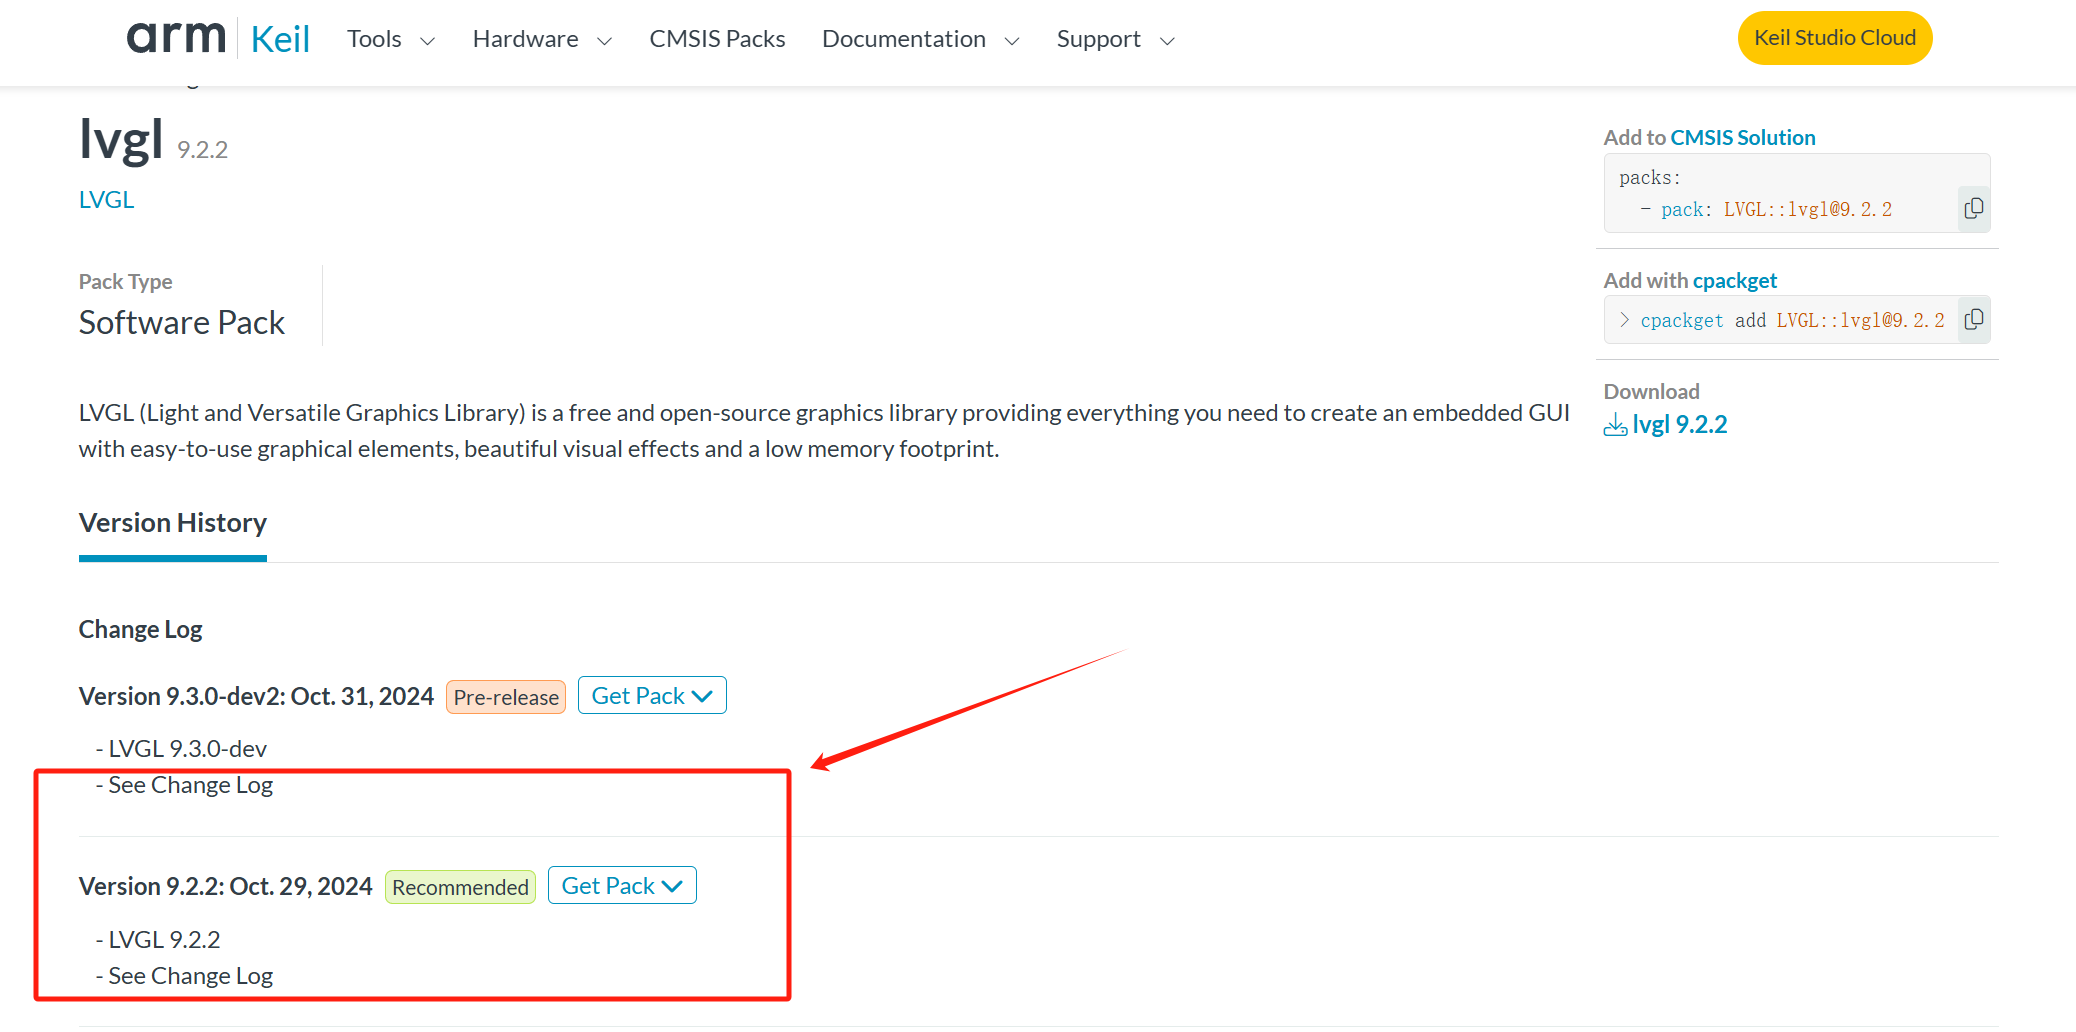 arm Keil Tools Hardware CMSIS Packs Documentation Support Keil Studio Cloud
lvgl 9.2.2
LVGL
Pack Type
Software Pack
LVGL (Light and Versatile Graphics Library) is a free and open-source graphics library providing everything you need to create an embedded GUI
with easy-to-use graphical elements, beautiful visual effects and a low memory footprint.
Add to CMSIS Solution
packs:
- pack: LVGL::lvgl@9.2.2
Add with cpackget
> cpackget add LVGL::lvgl@9.2.2
Download
lvgl 9.2.2
Version History
Change Log
Version 9.3.0-dev2: Oct. 31, 2024 Pre-release Get Pack
- LVGL 9.3.0-dev
- See Change Log
Version 9.2.2: Oct. 29, 2024 Recommended Get Pack
- LVGL 9.2.2
- See Change Log